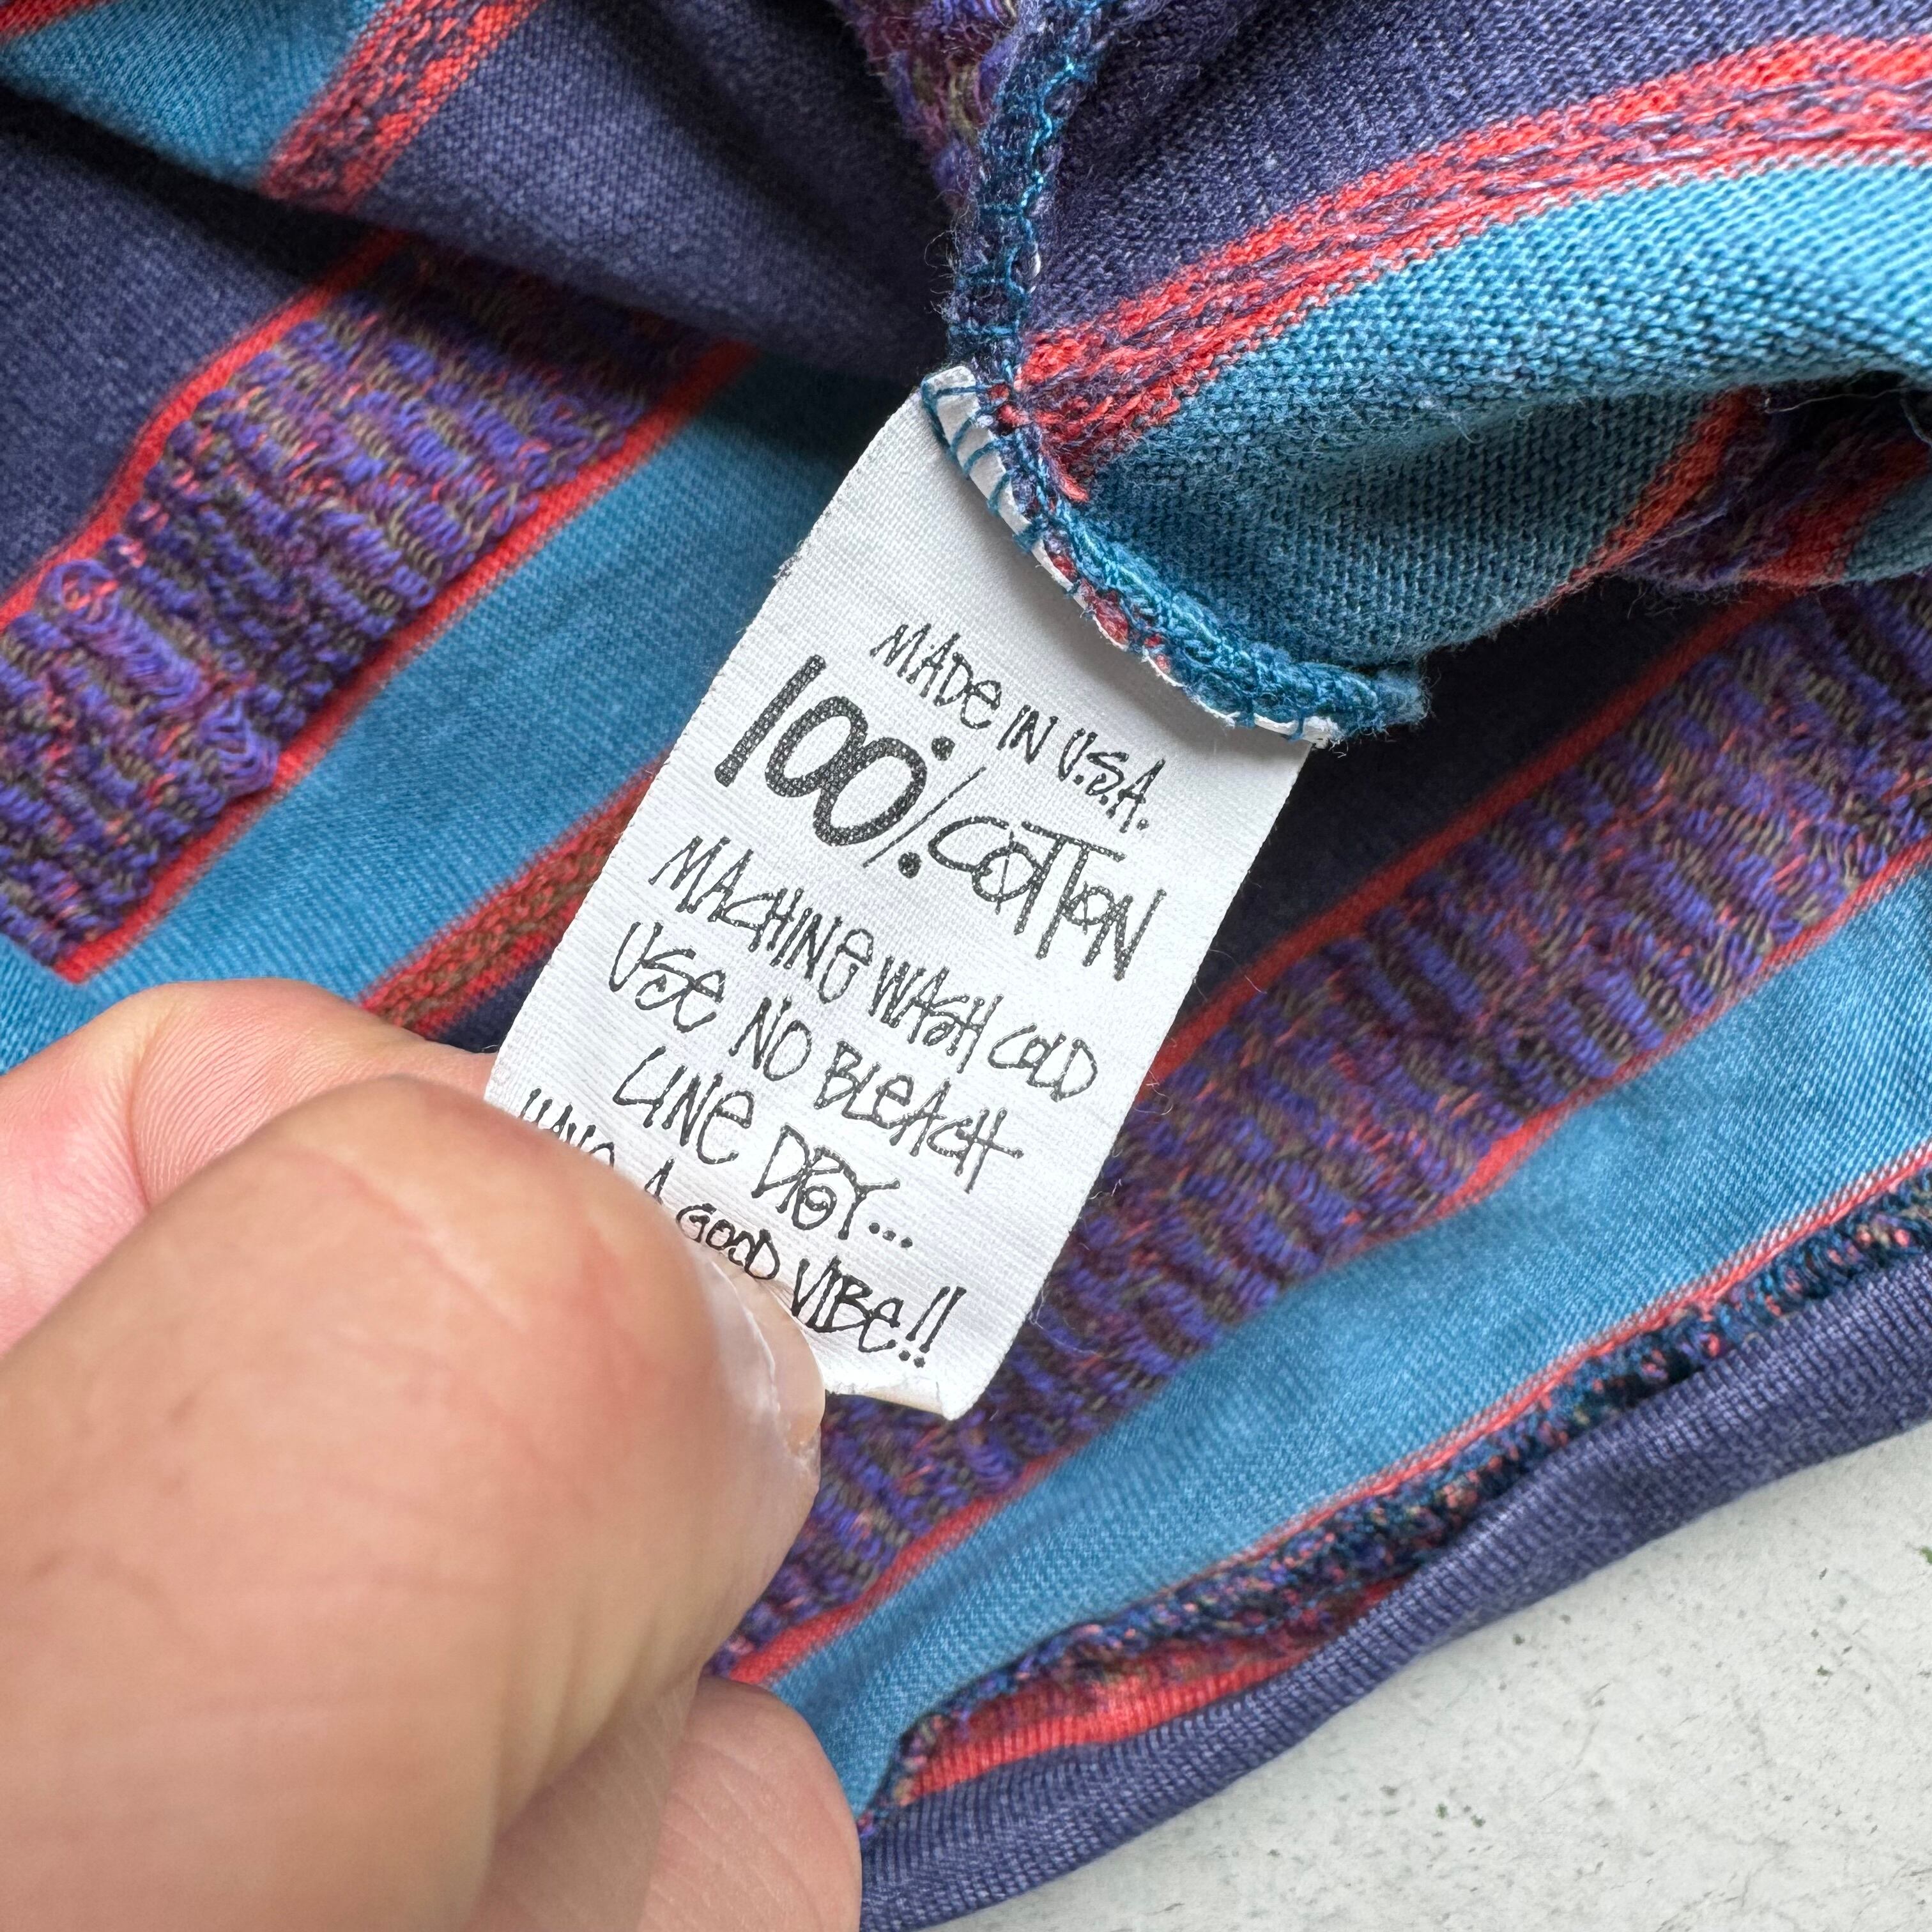 MADE IN U.S.A.
100% COTTON
MACHINE WASH COLD
USE NO BLEACH
LINE DRY...
A GOOD VIBE!!